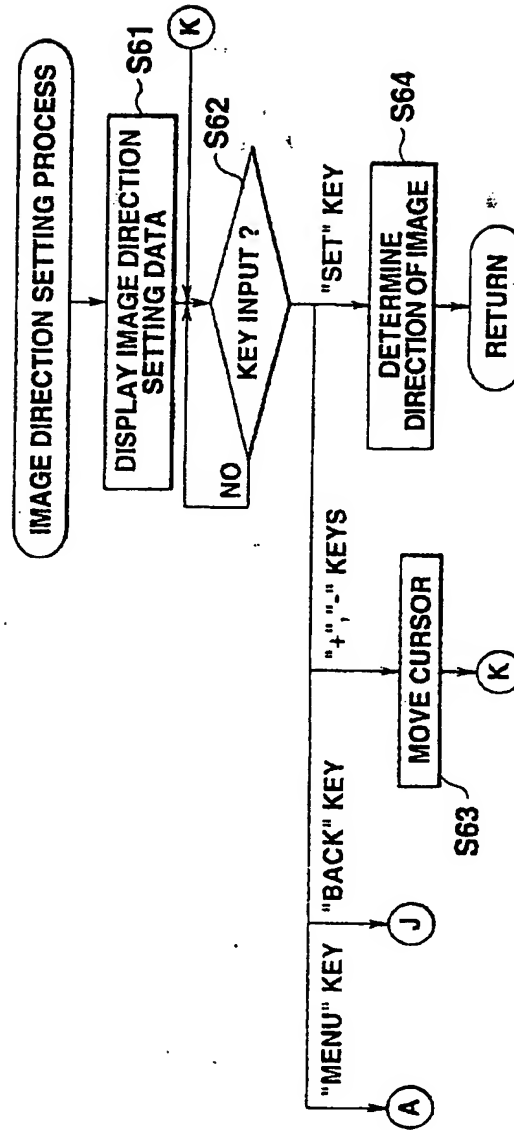 IMAGE DIRECTION SETTING PROCESS
DISPLAY IMAGE DIRECTION
SETTING DATA
S61
K
S62
KEY INPUT ?
NO
"MENU" KEY
"BACK" KEY
"+","-" KEYS
"SET" KEY
A
J
MOVE CURSOR
S63
K
DETERMINE
DIRECTION OF IMAGE
S64
RETURN